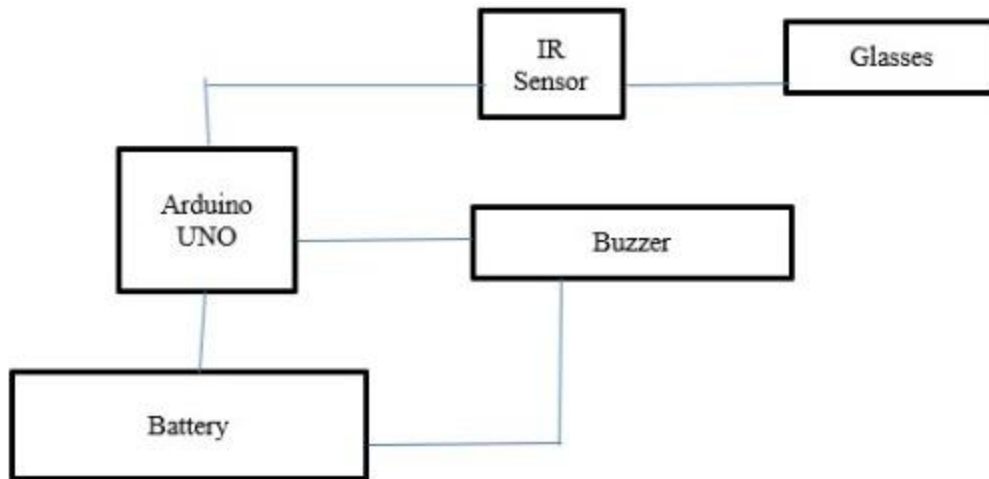 IR
Sensor
Glasses
Arduino
UNO
Buzzer
Battery